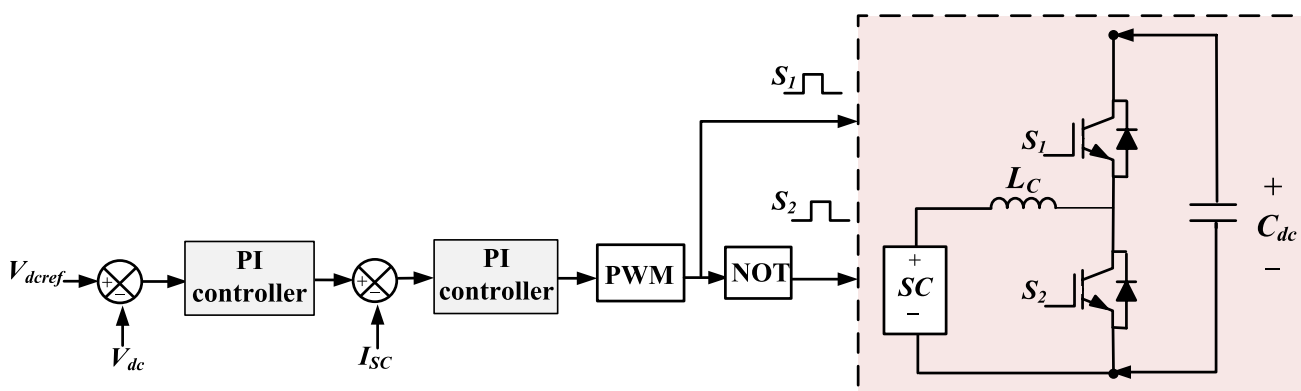 S1
S2
Vdcref
+
−
Vdc
PI
controller
+
−
ISC
PI
controller
PWM
NOT
S1
LC
+
SC
−
S2
+
Cdc
−